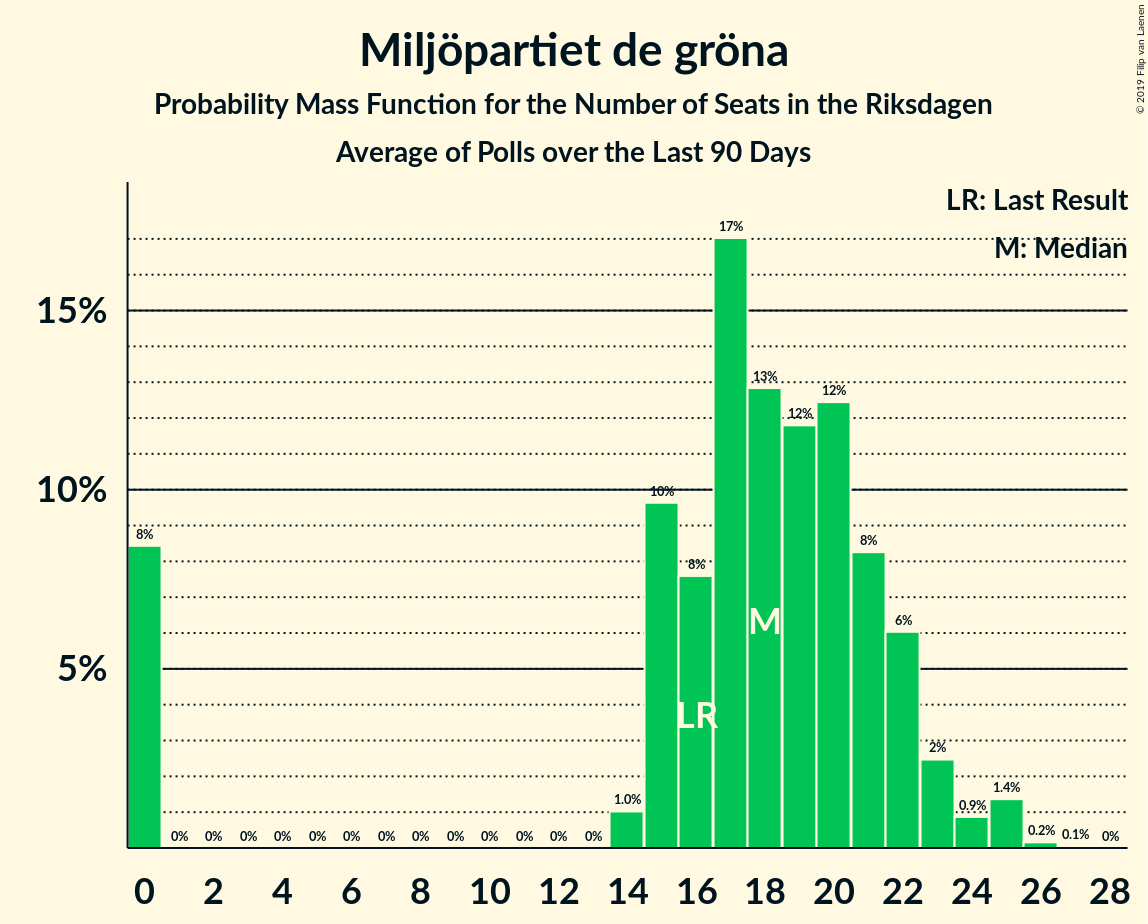 Miljöpartiet de gröna
Probability Mass Function for the Number of Seats in the Riksdagen
Average of Polls over the Last 90 Days
© 2019 Filip van Laenen
LR: Last Result
M: Median
15%
10%
5%
8% 0% 0% 0% 0% 0% 0% 0% 0% 0% 0% 0% 0% 0% 1.0% 10% 8% 17% 13% 12% 12% 8% 6% 2% 0.9% 1.4% 0.2% 0.1% 0%
M
LR
0 2 4 6 8 10 12 14 16 18 20 22 24 26 28